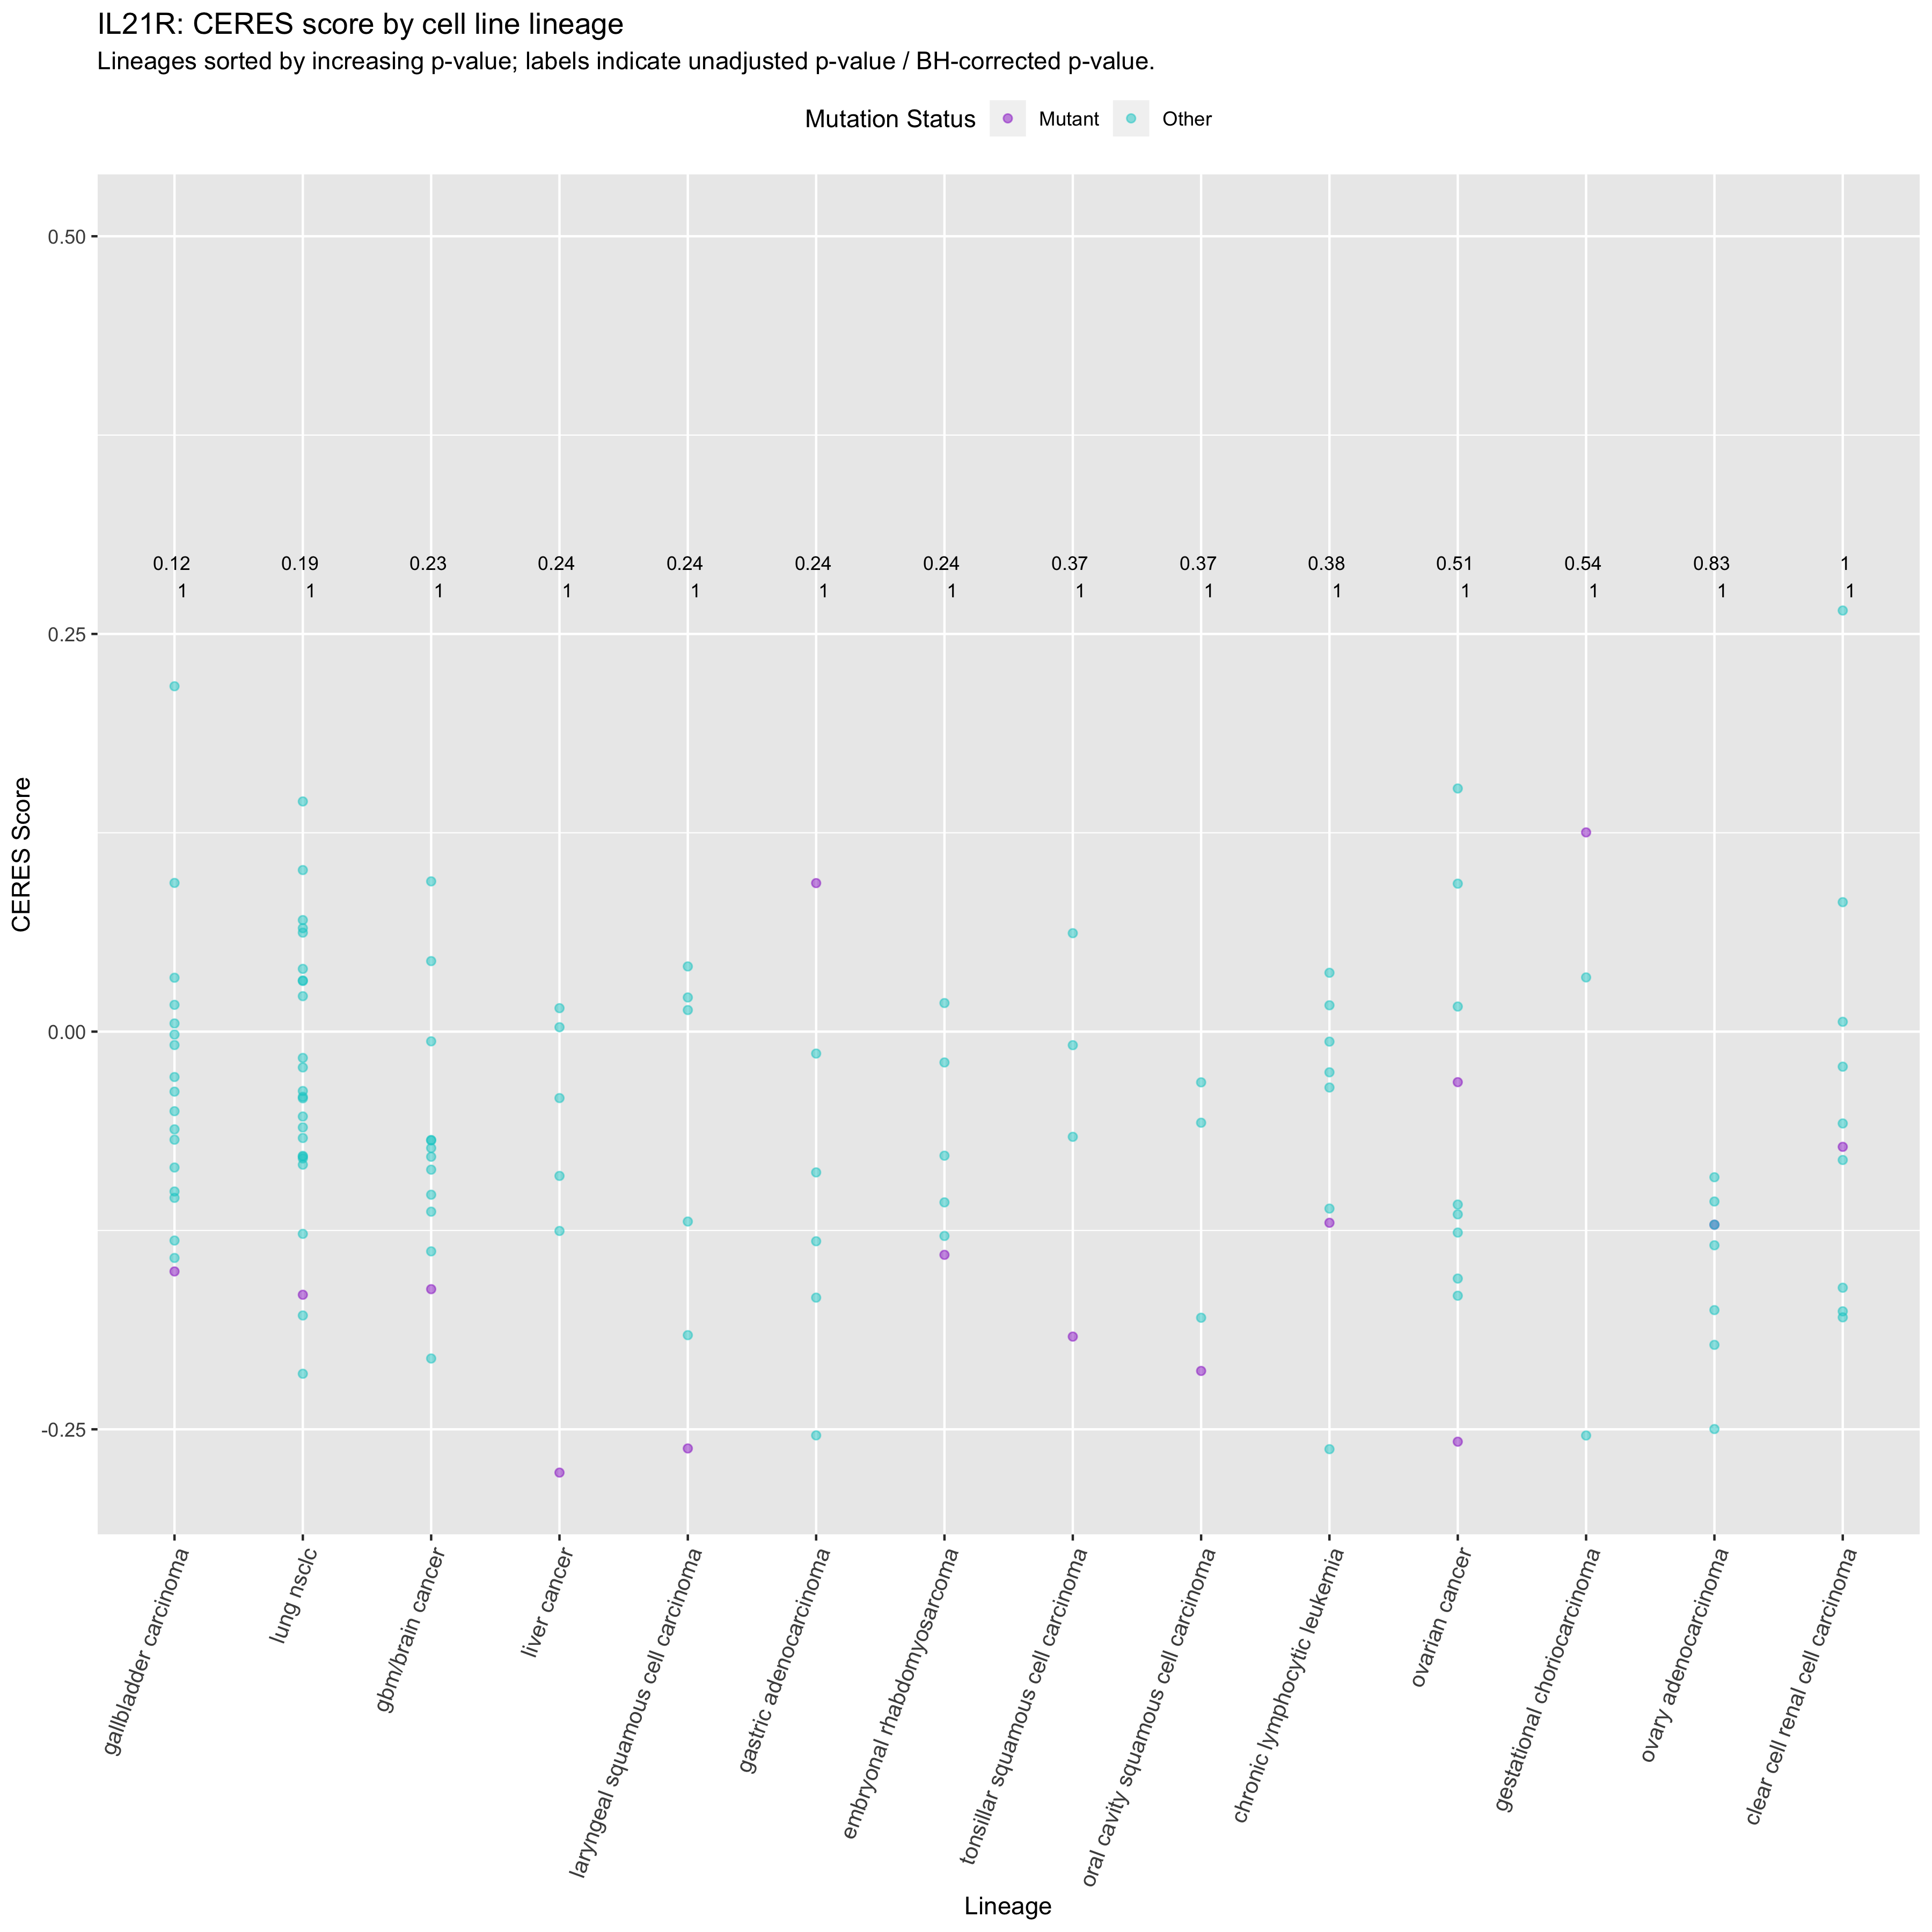 IL21R: CERES score by cell line lineage
Lineages sorted by increasing p-value; labels indicate unadjusted p-value / BH-corrected p-value.
Mutation Status Mutant Other
0.50
0.12 0.19 0.23 0.24 0.24 0.24 0.24 0.37 0.37 0.38 0.51 0.54 0.83 1
1 1 1 1 1 1 1 1 1 1 1 1 1 1
0.25
CERES Score
0.00
-0.25
gallbladder carcinoma
lung nsclc
gbm/brain cancer
liver cancer
laryngeal squamous cell carcinoma
gastric adenocarcinoma
embryonal rhabdomyosarcoma
tonsillar squamous cell carcinoma
oral cavity squamous cell carcinoma
chronic lymphocytic leukemia
ovarian cancer
gestational choriocarcinoma
ovary adenocarcinoma
clear cell renal cell carcinoma
Lineage